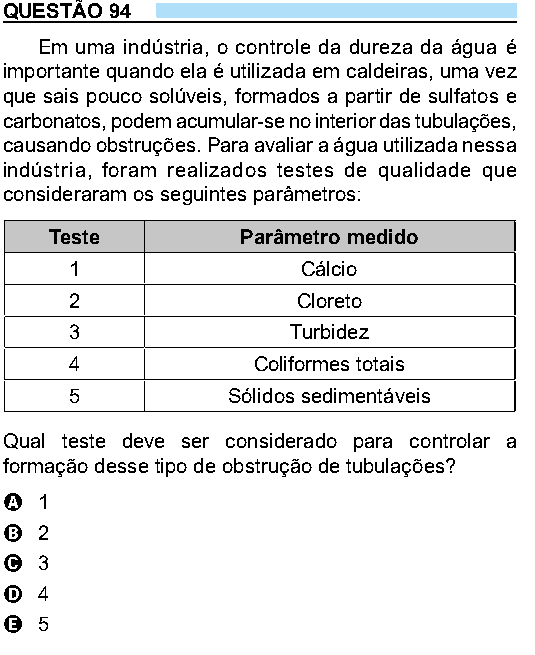 QUESTÃO 94
Em uma indústria, o controle da dureza da água é
importante quando ela é utilizada em caldeiras, uma vez
que sais pouco solúveis, formados a partir de sulfatos e
carbonatos, podem acumular-se no interior das tubulações,
causando obstruções. Para avaliar a água utilizada nessa
indústria, foram realizados testes de qualidade que
consideraram os seguintes parâmetros:
Teste Parâmetro medido
1 Cálcio
2 Cloreto
3 Turbidez
4 Coliformes totais
5 Sólidos sedimentáveis
Qual teste deve ser considerado para controlar a
formação desse tipo de obstrução de tubulações?
A 1
B 2
C 3
D 4
E 5